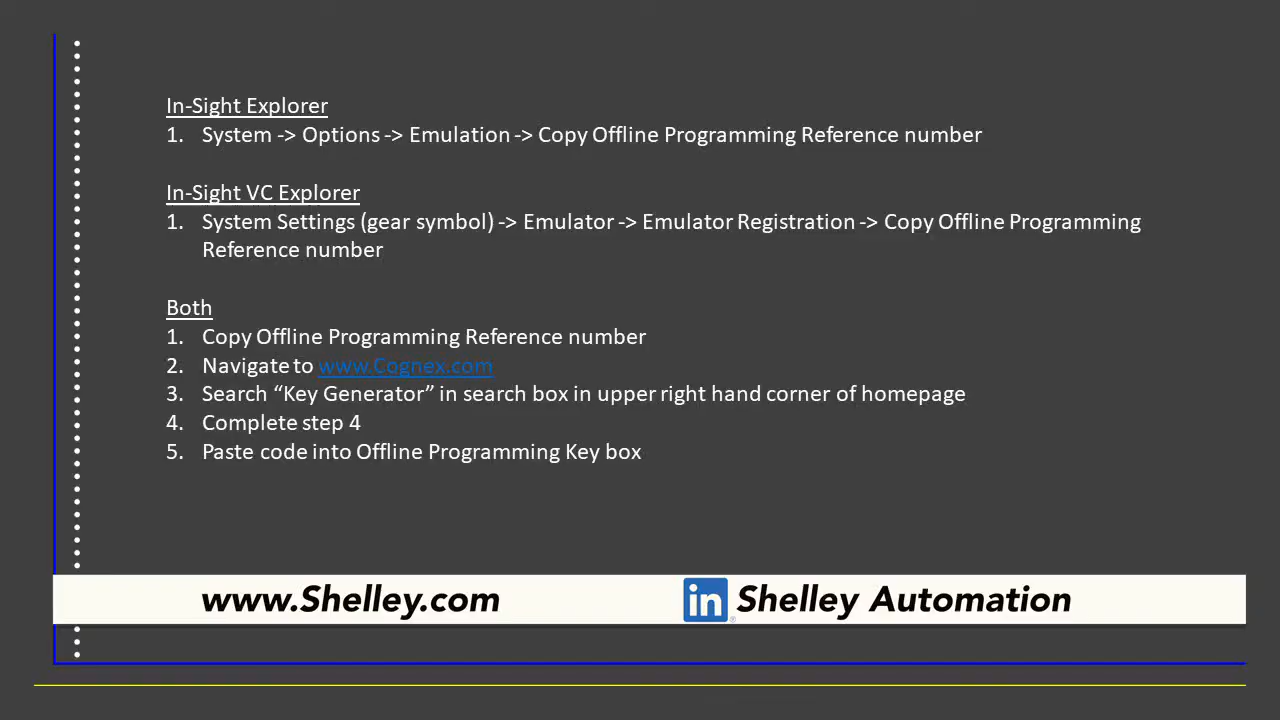 In-Sight Explorer
1. System -> Options -> Emulation -> Copy Offline Programming Reference number
In-Sight VC Explorer
1. System Settings (gear symbol) -> Emulator -> Emulator Registration -> Copy Offline Programming
Reference number
Both
1. Copy Offline Programming Reference number
2. Navigate to www.Cognex.com
3. Search “Key Generator” in search box in upper right hand corner of homepage
4. Complete step 4
5. Paste code into Offline Programming Key box
www.Shelley.com
in® Shelley Automation